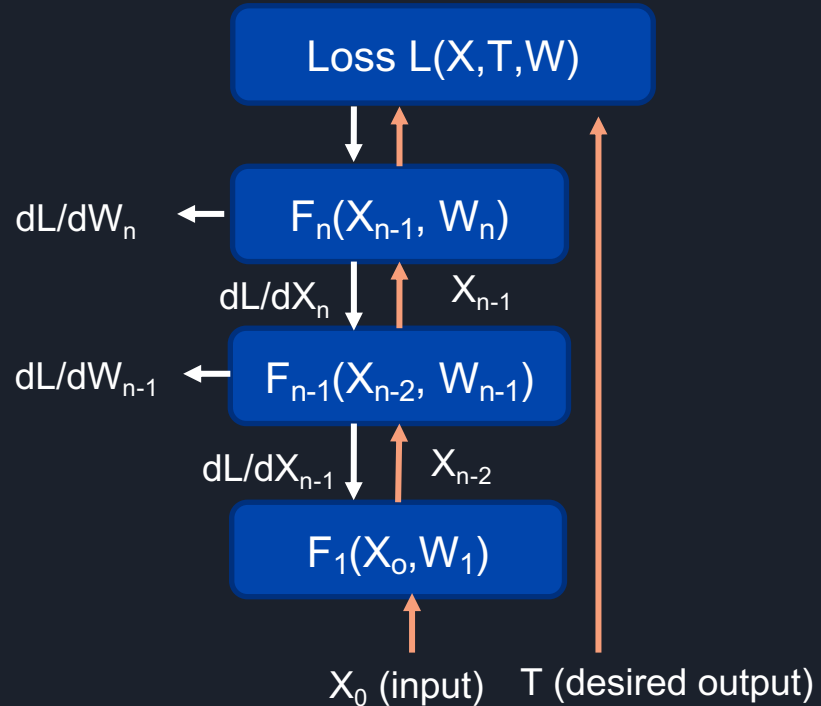 Loss L(X,T,W)
dL/dWₙ
Fₙ(Xₙ₋₁, Wₙ)
dL/dXₙ
Xₙ₋₁
dL/dWₙ₋₁
Fₙ₋₁(Xₙ₋₂, Wₙ₋₁)
dL/dXₙ₋₁
Xₙ₋₂
F₁(Xₒ,W₁)
X₀ (input)
T (desired output)